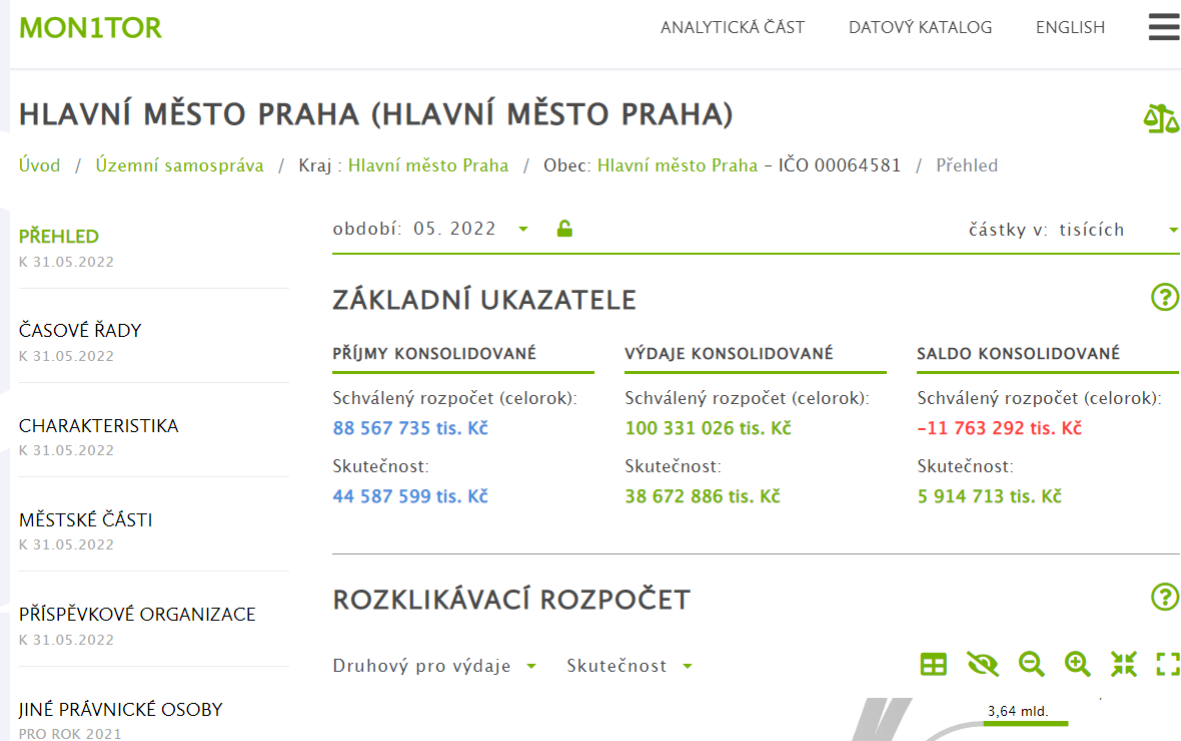 MON1TOR
ANALYTICKÁ ČÁST DATOVÝ KATALOG ENGLISH
HLAVNÍ MĚSTO PRAHA (HLAVNÍ MĚSTO PRAHA)
Úvod / Územní samospráva / Kraj : Hlavní město Praha / Obec: Hlavní město Praha – IČO 00064581 / Přehled
PŘEHLED
K 31.05.2022
ČASOVÉ ŘADY
K 31.05.2022
CHARAKTERISTIKA
K 31.05.2022
MĚSTSKÉ ČÁSTI
K 31.05.2022
PŘÍSPĚVKOVÉ ORGANIZACE
K 31.05.2022
JINÉ PRÁVNICKÉ OSOBY
PRO ROK 2021
období: 05. 2022
částky v: tisících
ZÁKLADNÍ UKAZATELE
PŘÍJMY KONSOLIDOVANÉ
Schválený rozpočet (celorok):
88 567 735 tis. Kč
Skutečnost:
44 587 599 tis. Kč
VÝDAJE KONSOLIDOVANÉ
Schválený rozpočet (celorok):
100 331 026 tis. Kč
Skutečnost:
38 672 886 tis. Kč
SALDO KONSOLIDOVANÉ
Schválený rozpočet (celorok):
-11 763 292 tis. Kč
Skutečnost:
5 914 713 tis. Kč
ROZKLIKÁVACÍ ROZPOČET
Druhový pro výdaje Skutečnost
3,64 mld.